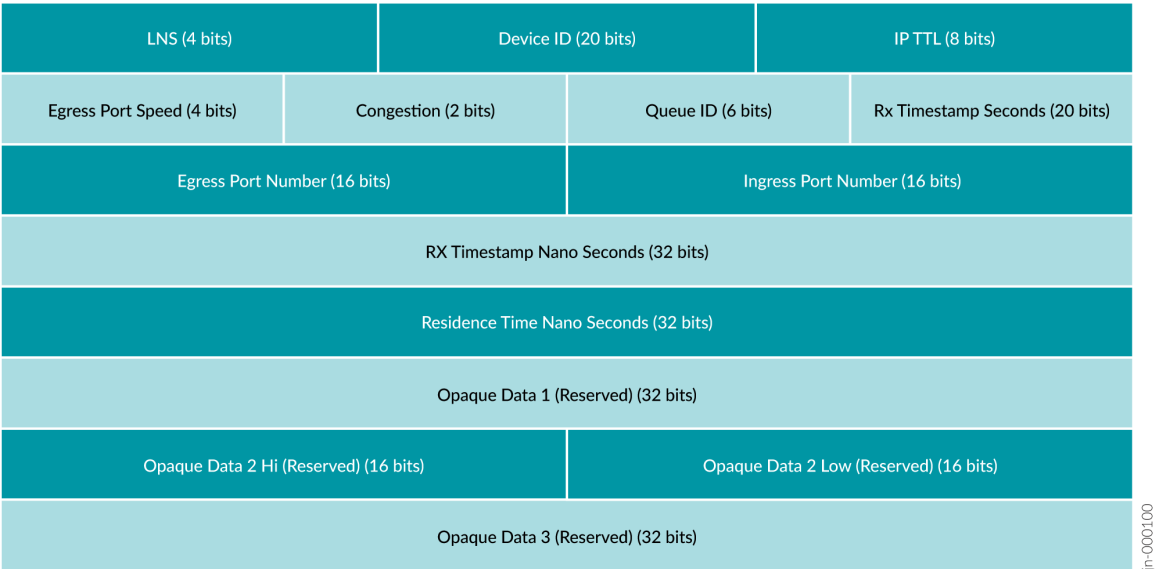 LNS (4 bits) Device ID (20 bits) IP TTL (8 bits)
Egress Port Speed (4 bits) Congestion (2 bits) Queue ID (6 bits) Rx Timestamp Seconds (20 bits)
Egress Port Number (16 bits) Ingress Port Number (16 bits)
RX Timestamp Nano Seconds (32 bits)
Residence Time Nano Seconds (32 bits)
Opaque Data 1 (Reserved) (32 bits)
Opaque Data 2 Hi (Reserved) (16 bits) Opaque Data 2 Low (Reserved) (16 bits)
Opaque Data 3 (Reserved) (32 bits)
jn-000100